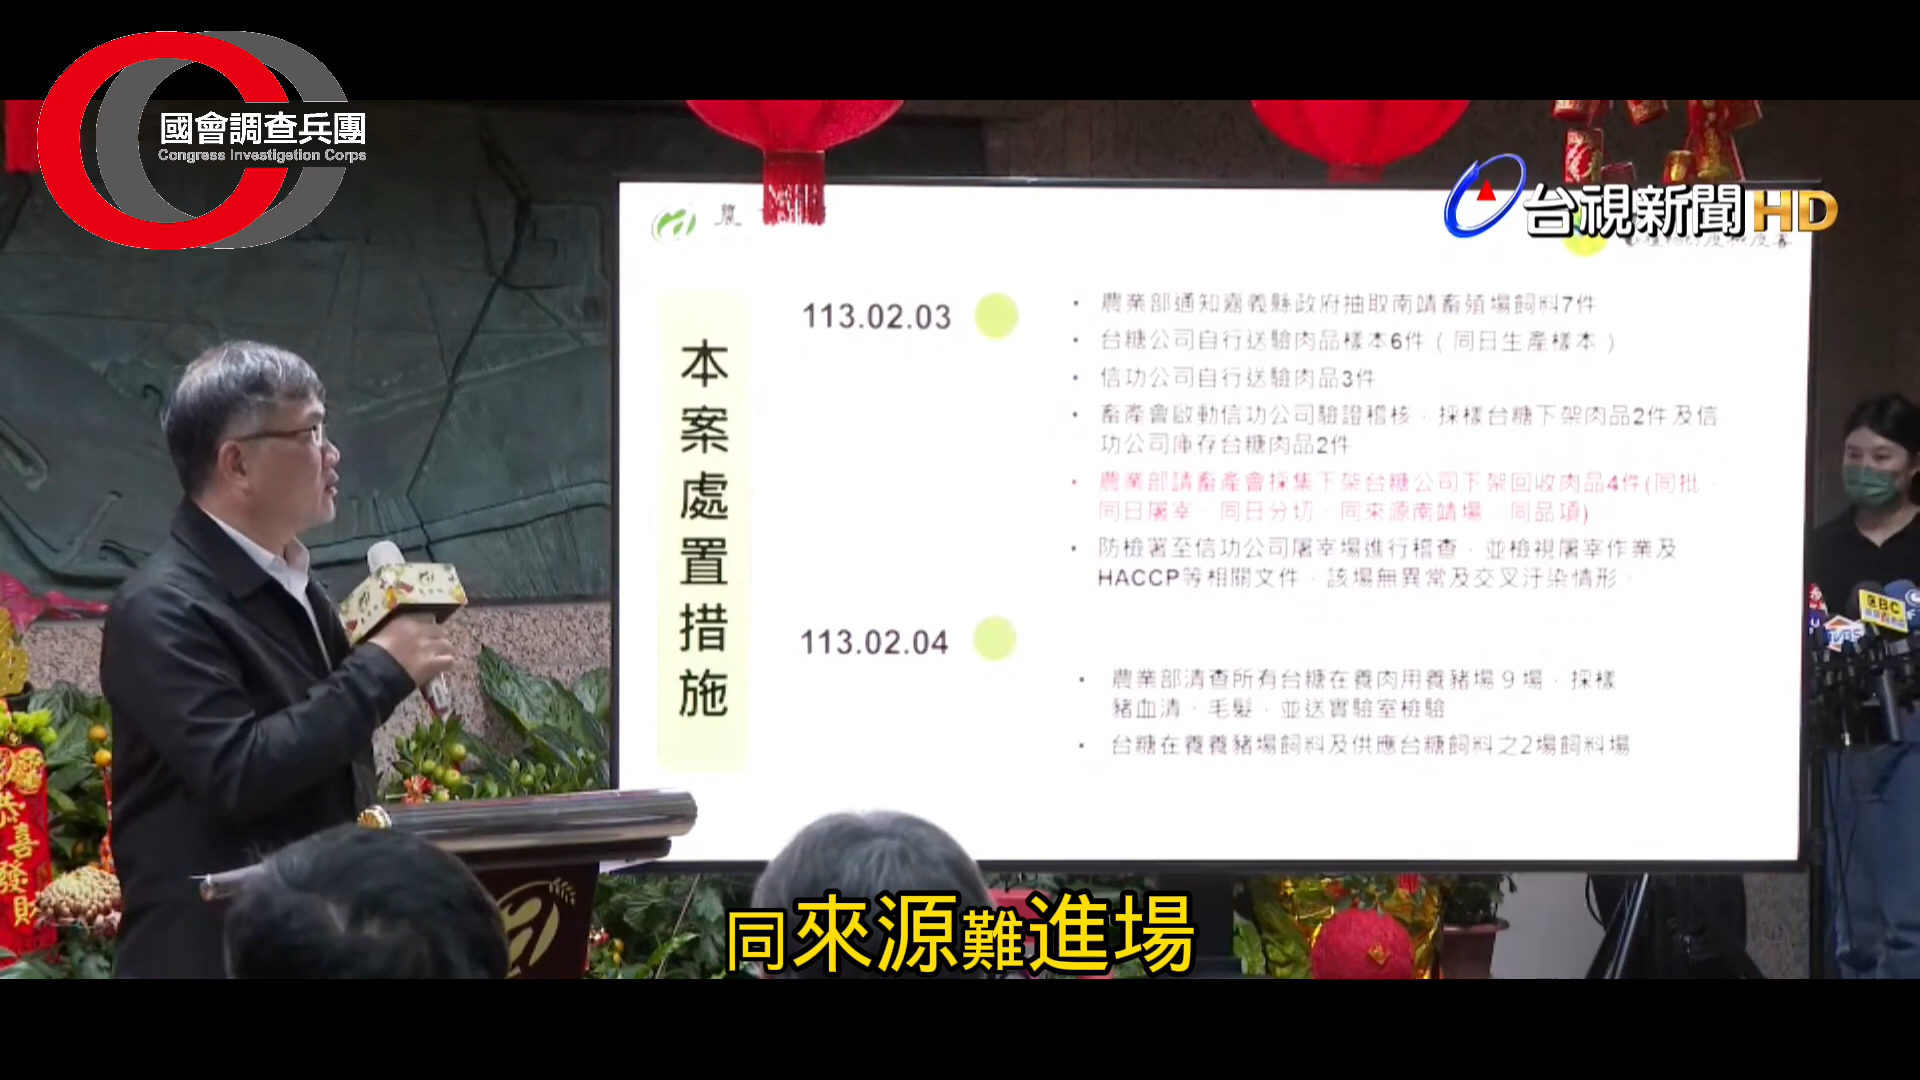 國會調查兵團
Congress Investigetion Corps
台視新聞HD
農
本案處置措施
113.02.03
• 農業部通知嘉義縣政府抽取南靖畜殖場飼料7件
• 台糖公司自行送驗肉品樣本6件（同日生產樣本）
• 信功公司自行送驗肉品3件
• 畜產會啟動信功公司驗證稽核，採樣台糖下架肉品2件及信
功公司庫存台糖肉品2件
• 農業部請畜產會採集下架台糖公司下架回收肉品4件(同批、
同日屠宰、同日分切、同來源南靖場、同品項)
• 防檢署至信功公司屠宰場進行稽查，並檢視屠宰作業及
HACCP等相關文件，該場無異常及交叉汙染情形。
113.02.04
• 農業部清查所有台糖在養肉用養豬場９場，採樣
豬血清、毛髮，並送實驗室檢驗
• 台糖在養養豬場飼料及供應台糖飼料之2場飼料場
CBC
TVBS
恭喜發財
同來源難進場